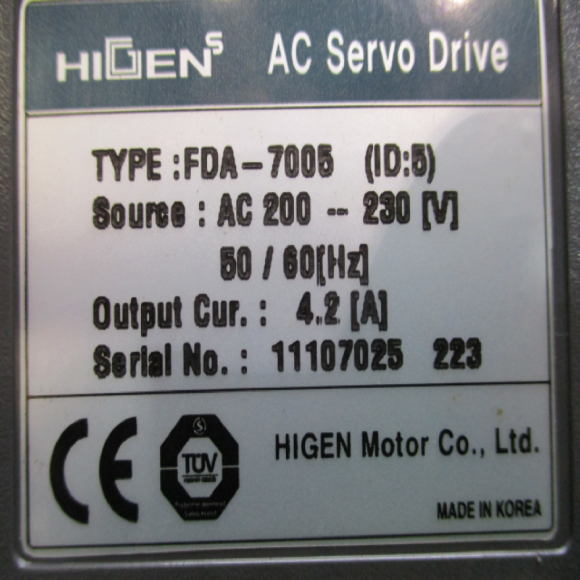 HIGEN S AC Servo Drive
TYPE : FDA-7005 (ID:5)
Source : AC 200 -- 230 [V]
50 / 60[Hz]
Output Cur. : 4.2 [A]
Serial No. : 11107025 223
CE
TÜV
HIGEN Motor Co., Ltd.
MADE IN KOREA